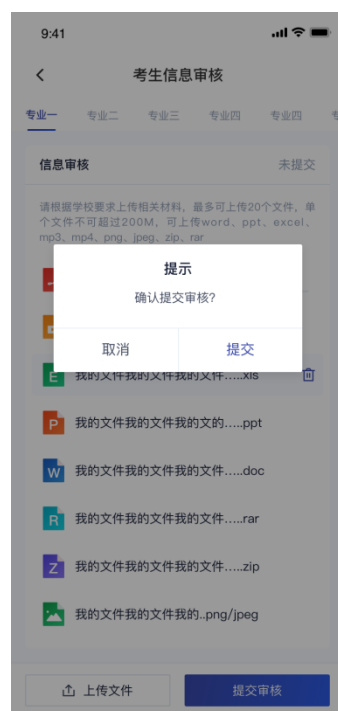 9:41
考生信息审核
专业一 专业二 专业三 专业四 专业四
信息审核 未提交
请根据学校要求上传相关材料，最多可上传20个文件，单
个文件不可超过200M，可上传word、ppt、excel、
mp3、mp4、png、jpeg、zip、rar
提示
确认提交审核？
取消 提交
E 我的文件我的文件我的文件.....xls
P 我的文件我的文件我的文的.....ppt
W 我的文件我的文件我的文件.....doc
R 我的文件我的文件我的文件.....rar
Z 我的文件我的文件我的文件.....zip
我的文件我的文件我的..png/jpeg
上传文件 提交审核